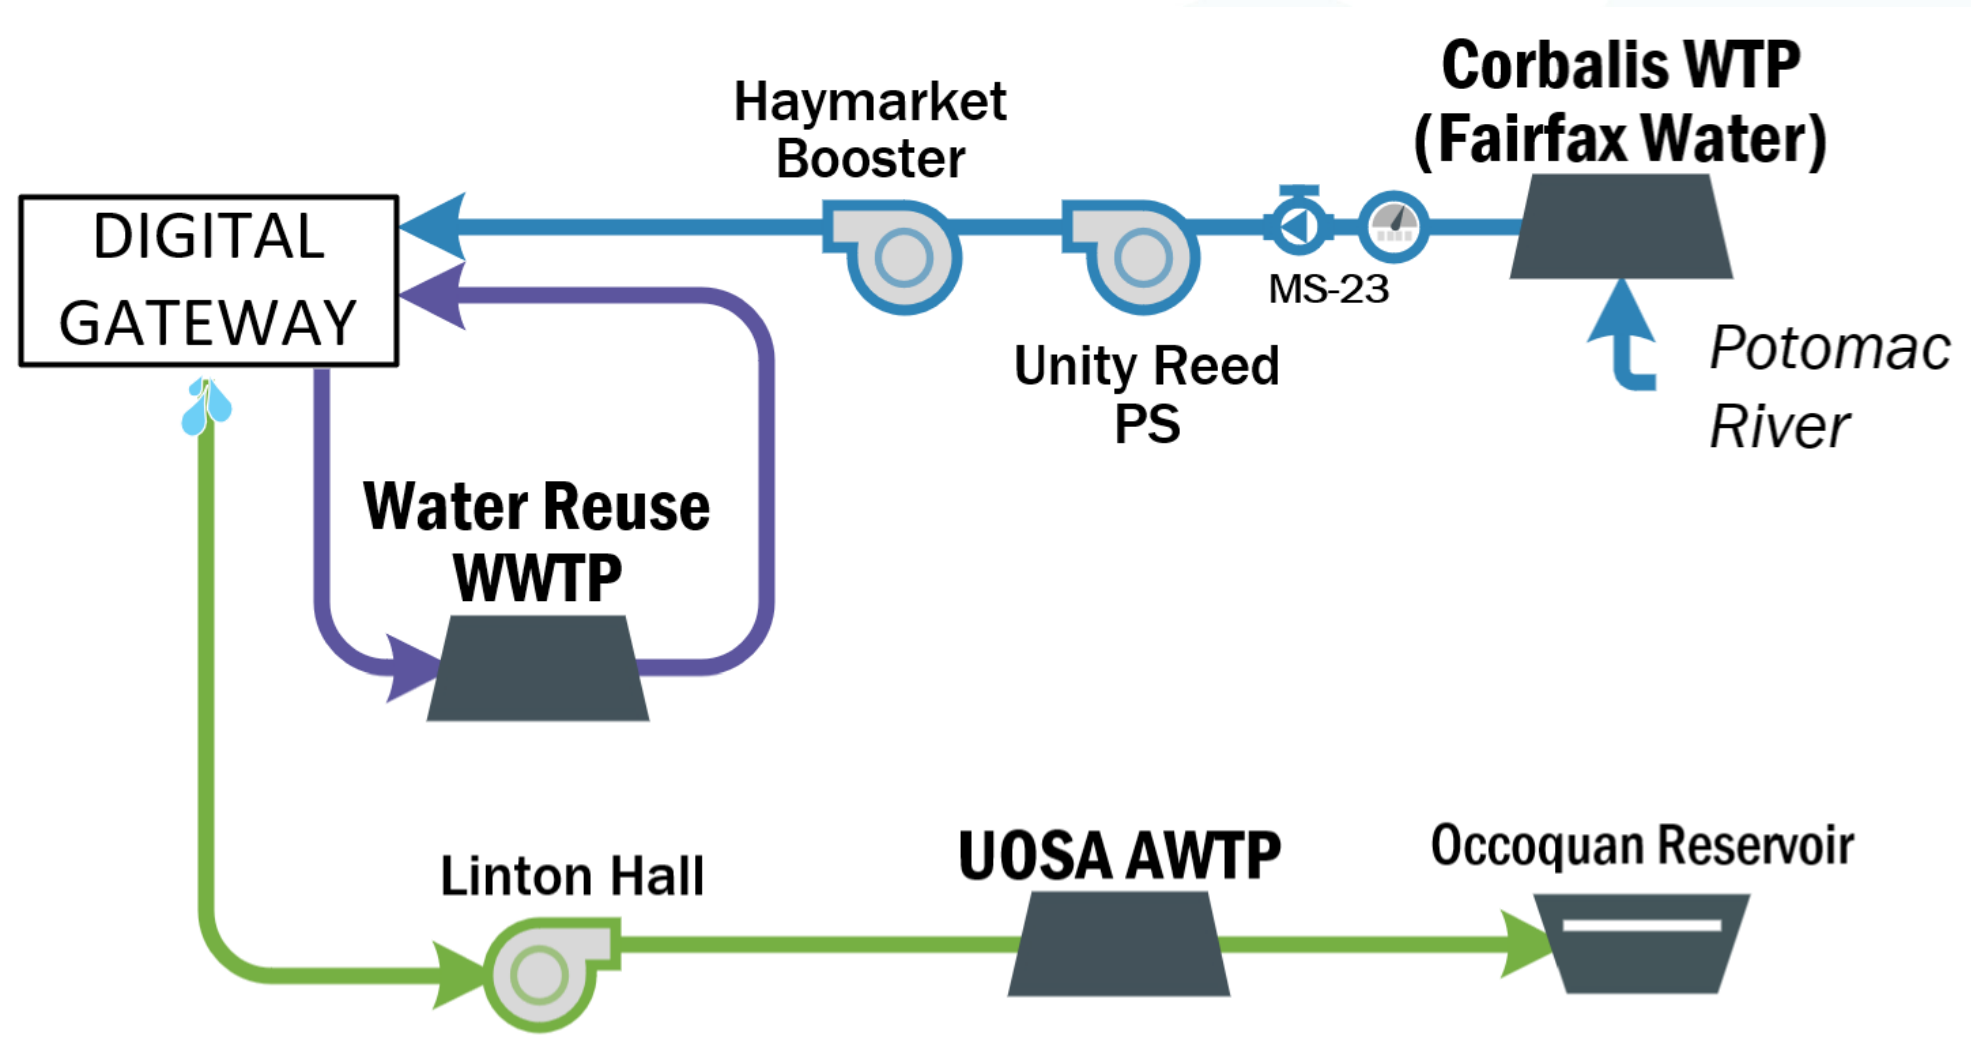 Corbalis WTP
(Fairfax Water)
Haymarket
Booster
DIGITAL
GATEWAY
MS-23
Unity Reed
PS
Potomac
River
Water Reuse
WWTP
Linton Hall
UOSA AWTP
Occoquan Reservoir